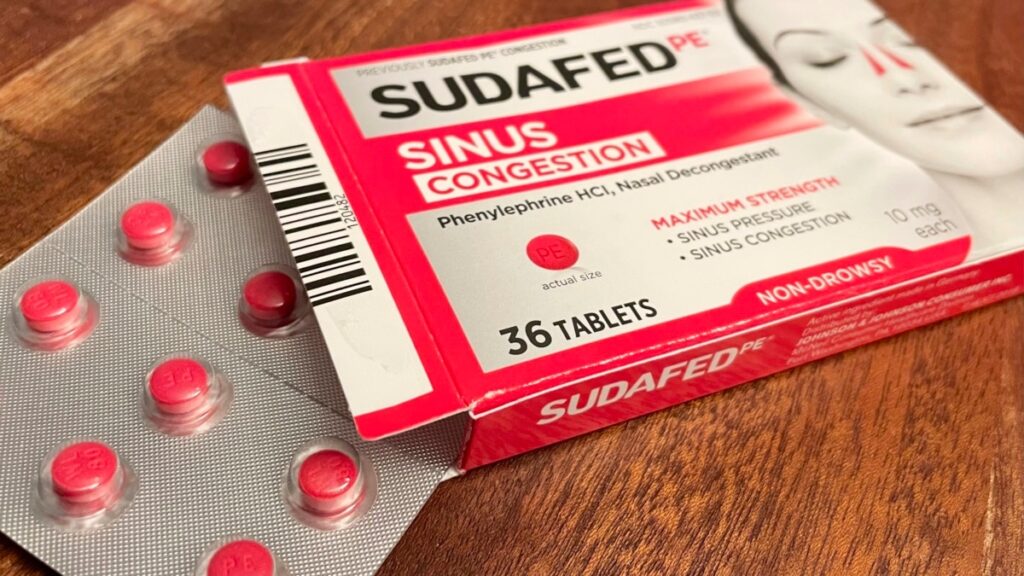 PREVIOUSLY SUDAFED PE® CONGESTION
SUDAFED PE®
SINUS
CONGESTION
Phenylephrine HCl, Nasal Decongestant
MAXIMUM STRENGTH
• SINUS PRESSURE
• SINUS CONGESTION
10 mg
each
PE
actual size
36 TABLETS
NON-DROWSY
SUDAFED PE®
JOHNSON & JOHNSON CONSUMER INC.
120482
PE